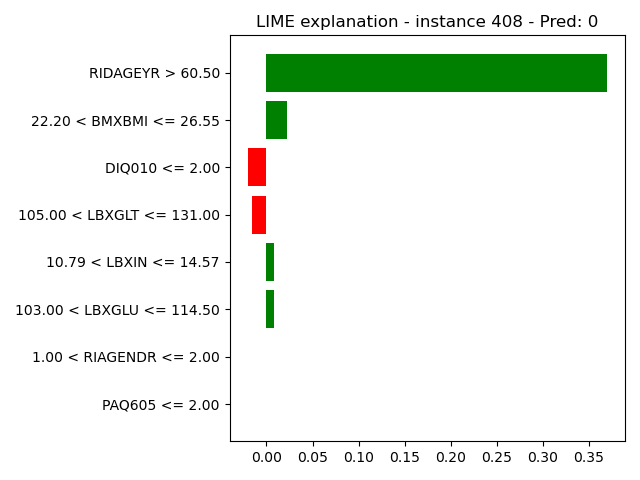 LIME explanation - instance 408 - Pred: 0
RIDAGEYR > 60.50
22.20 < BMXBMI <= 26.55
DIQ010 <= 2.00
105.00 < LBXGLT <= 131.00
10.79 < LBXIN <= 14.57
103.00 < LBXGLU <= 114.50
1.00 < RIAGENDR <= 2.00
PAQ605 <= 2.00
0.00 0.05 0.10 0.15 0.20 0.25 0.30 0.35